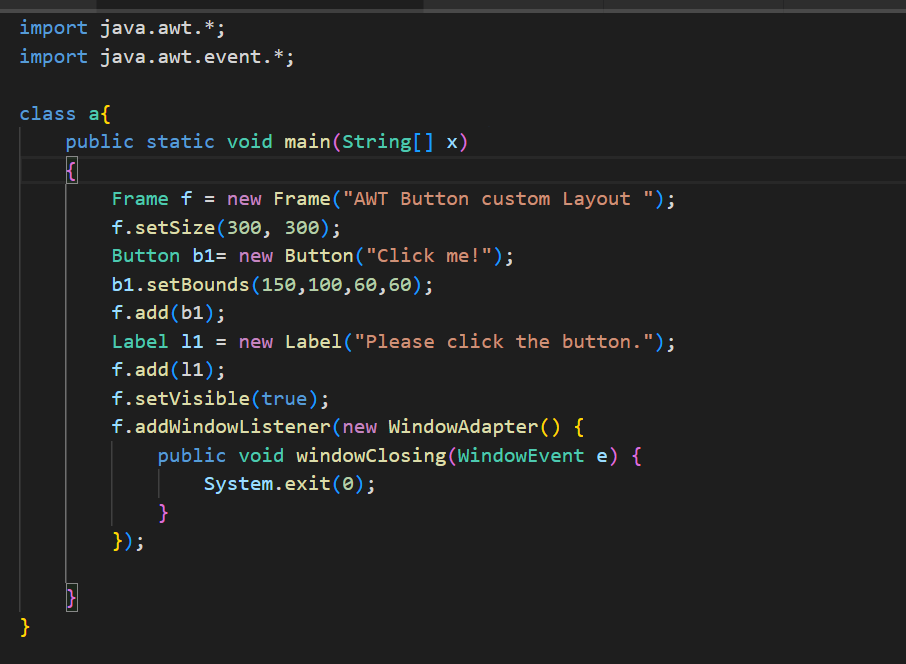 import java.awt.*;
import java.awt.event.*;
class a{
public static void main(String[] x)
{
Frame f = new Frame("AWT Button custom Layout ");
f.setSize(300, 300);
Button b1= new Button("Click me!");
b1.setBounds(150,100,60,60);
f.add(b1);
Label l1 = new Label("Please click the button.");
f.add(l1);
f.setVisible(true);
f.addWindowListener(new WindowAdapter() {
public void windowClosing(WindowEvent e) {
System.exit(0);
}
});
}
}